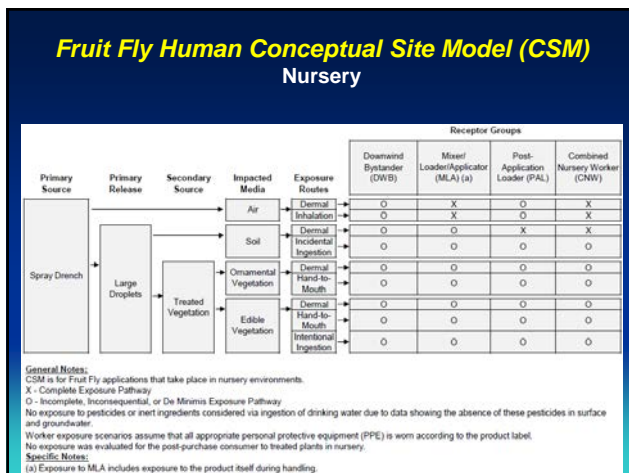 Fruit Fly Human Conceptual Site Model (CSM)
Nursery
Receptor Groups
Primary Source
Primary Release
Secondary Source
Impacted Media
Exposure Routes
Downwind Bystander (DWB)
Mixer/ Loader/Applicator (MLA) (a)
Post- Application Loader (PAL)
Combined Nursery Worker (CNW)
Spray Drench
Large Droplets
Treated Vegetation
Air
Dermal O X O X
Inhalation O X O X
Soil
Dermal O O X X
Incidental Ingestion O O O O
Ornamental Vegetation
Dermal O O O O
Hand-to- Mouth O O O O
Edible Vegetation
Dermal O O O O
Hand-to- Mouth O O O O
Intentional Ingestion O O O O
General Notes:
CSM is for Fruit Fly applications that take place in nursery environments.
X - Complete Exposure Pathway
O - Incomplete, Inconsequential, or De Minimis Exposure Pathway
No exposure to pesticides or inert ingredients considered via ingestion of drinking water due to data showing the absence of these pesticides in surface
and groundwater.
Worker exposure scenarios assume that all appropriate personal protective equipment (PPE) is worn according to the product label.
No exposure was evaluated for the post-purchase consumer to treated plants in nursery.
Specific Notes:
(a) Exposure to MLA includes exposure to the product itself during handling.